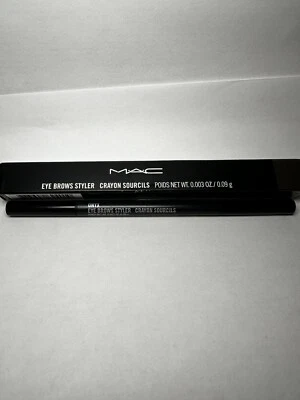 MAC
EYE BROWS STYLER CRAYON SOURCILS POIDS NET WT. 0.003 OZ. / 0.09 g
EYE BROWS STYLER CRAYON SOURCILS